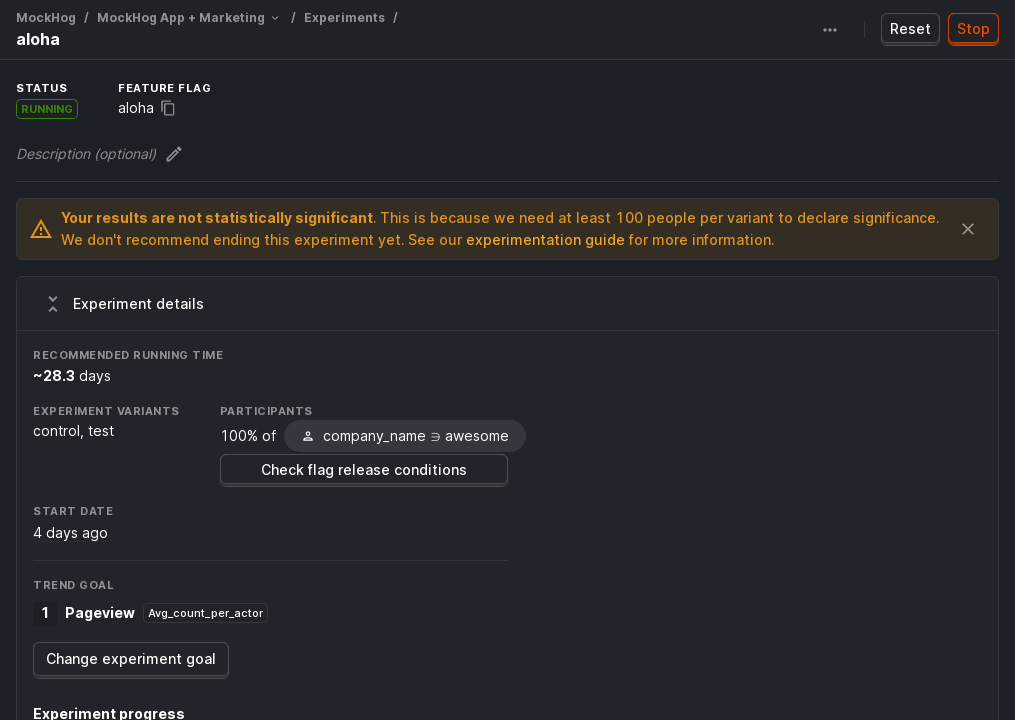 MockHog / MockHog App + Marketing / Experiments /
aloha
Reset
Stop
STATUS
FEATURE FLAG
RUNNING
aloha
Description (optional)
Your results are not statistically significant. This is because we need at least 100 people per variant to declare significance.
We don't recommend ending this experiment yet. See our experimentation guide for more information.
Experiment details
RECOMMENDED RUNNING TIME
~28.3 days
EXPERIMENT VARIANTS
PARTICIPANTS
control, test
100% of company_name ∋ awesome
Check flag release conditions
START DATE
4 days ago
TREND GOAL
1 Pageview Avg_count_per_actor
Change experiment goal
Experiment progress